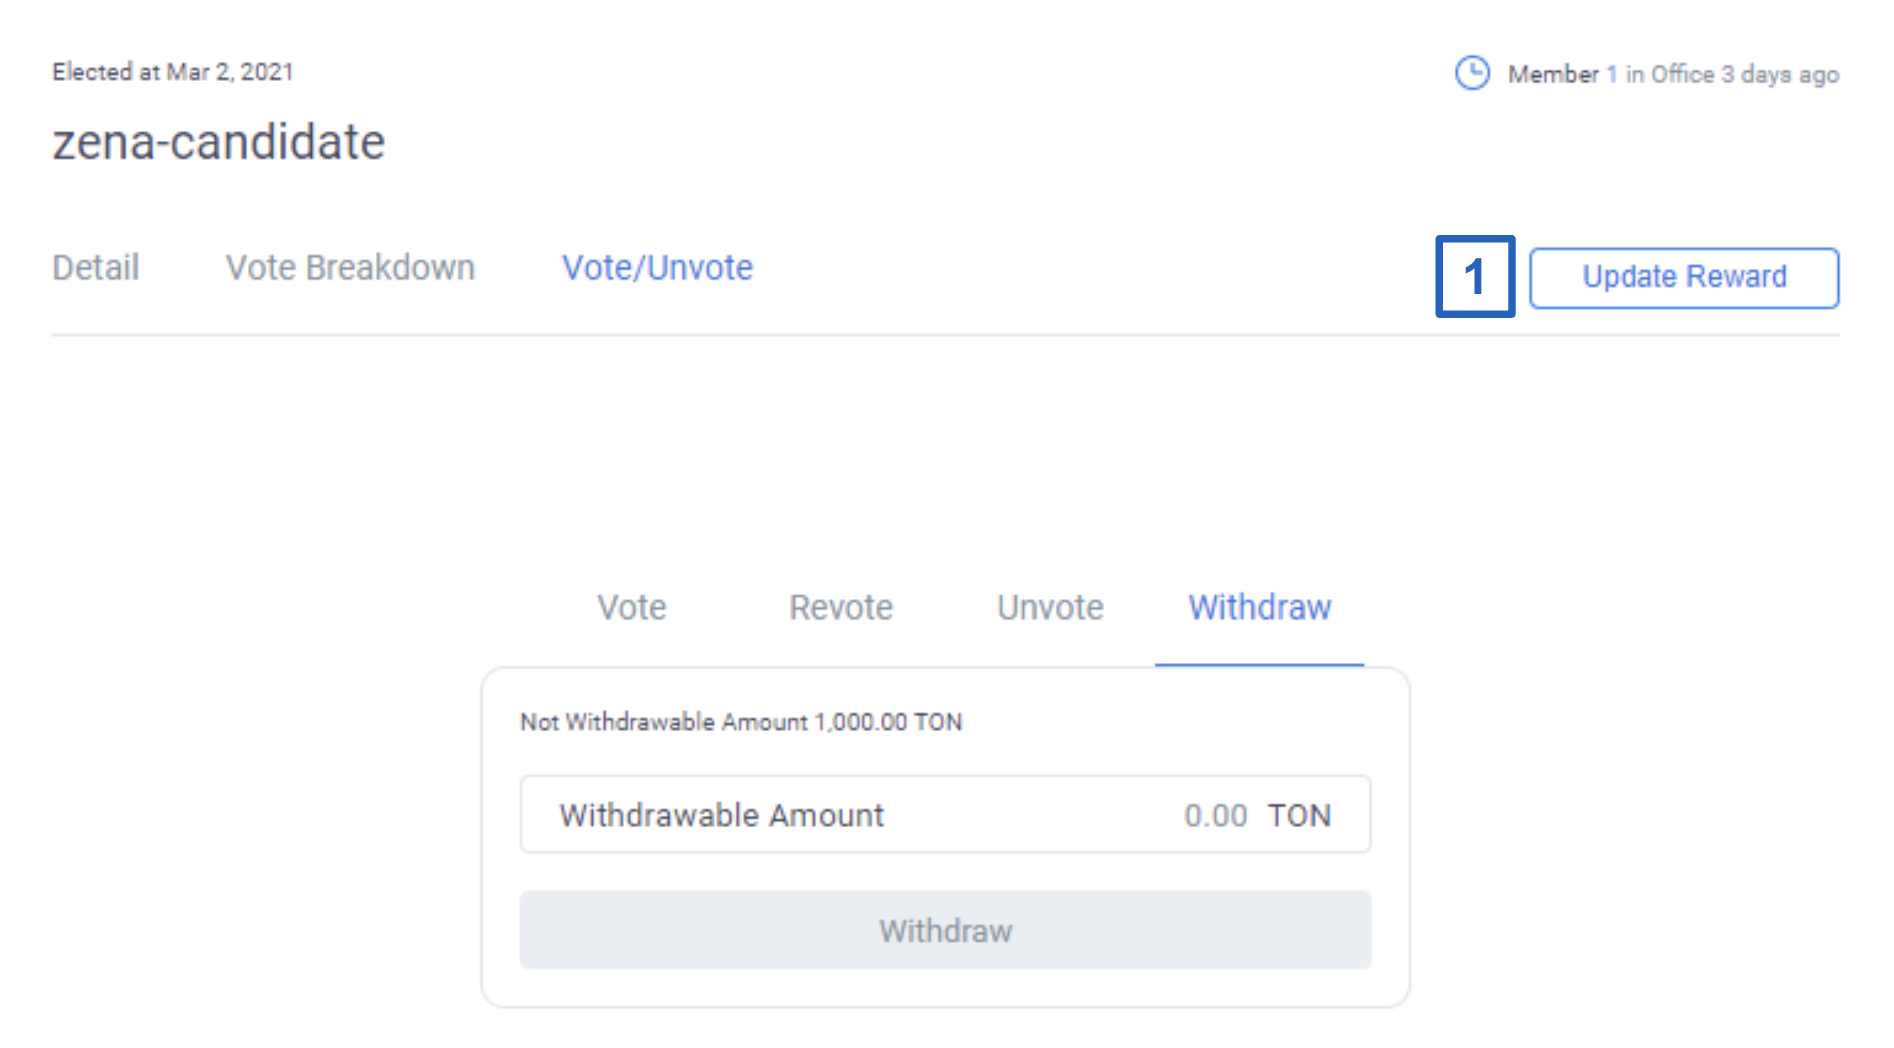 Elected at Mar 2, 2021
Member 1 in Office 3 days ago
zena-candidate
Detail Vote Breakdown Vote/Unvote 1 Update Reward
Vote Revote Unvote Withdraw
Not Withdrawable Amount 1,000.00 TON
Withdrawable Amount 0.00 TON
Withdraw